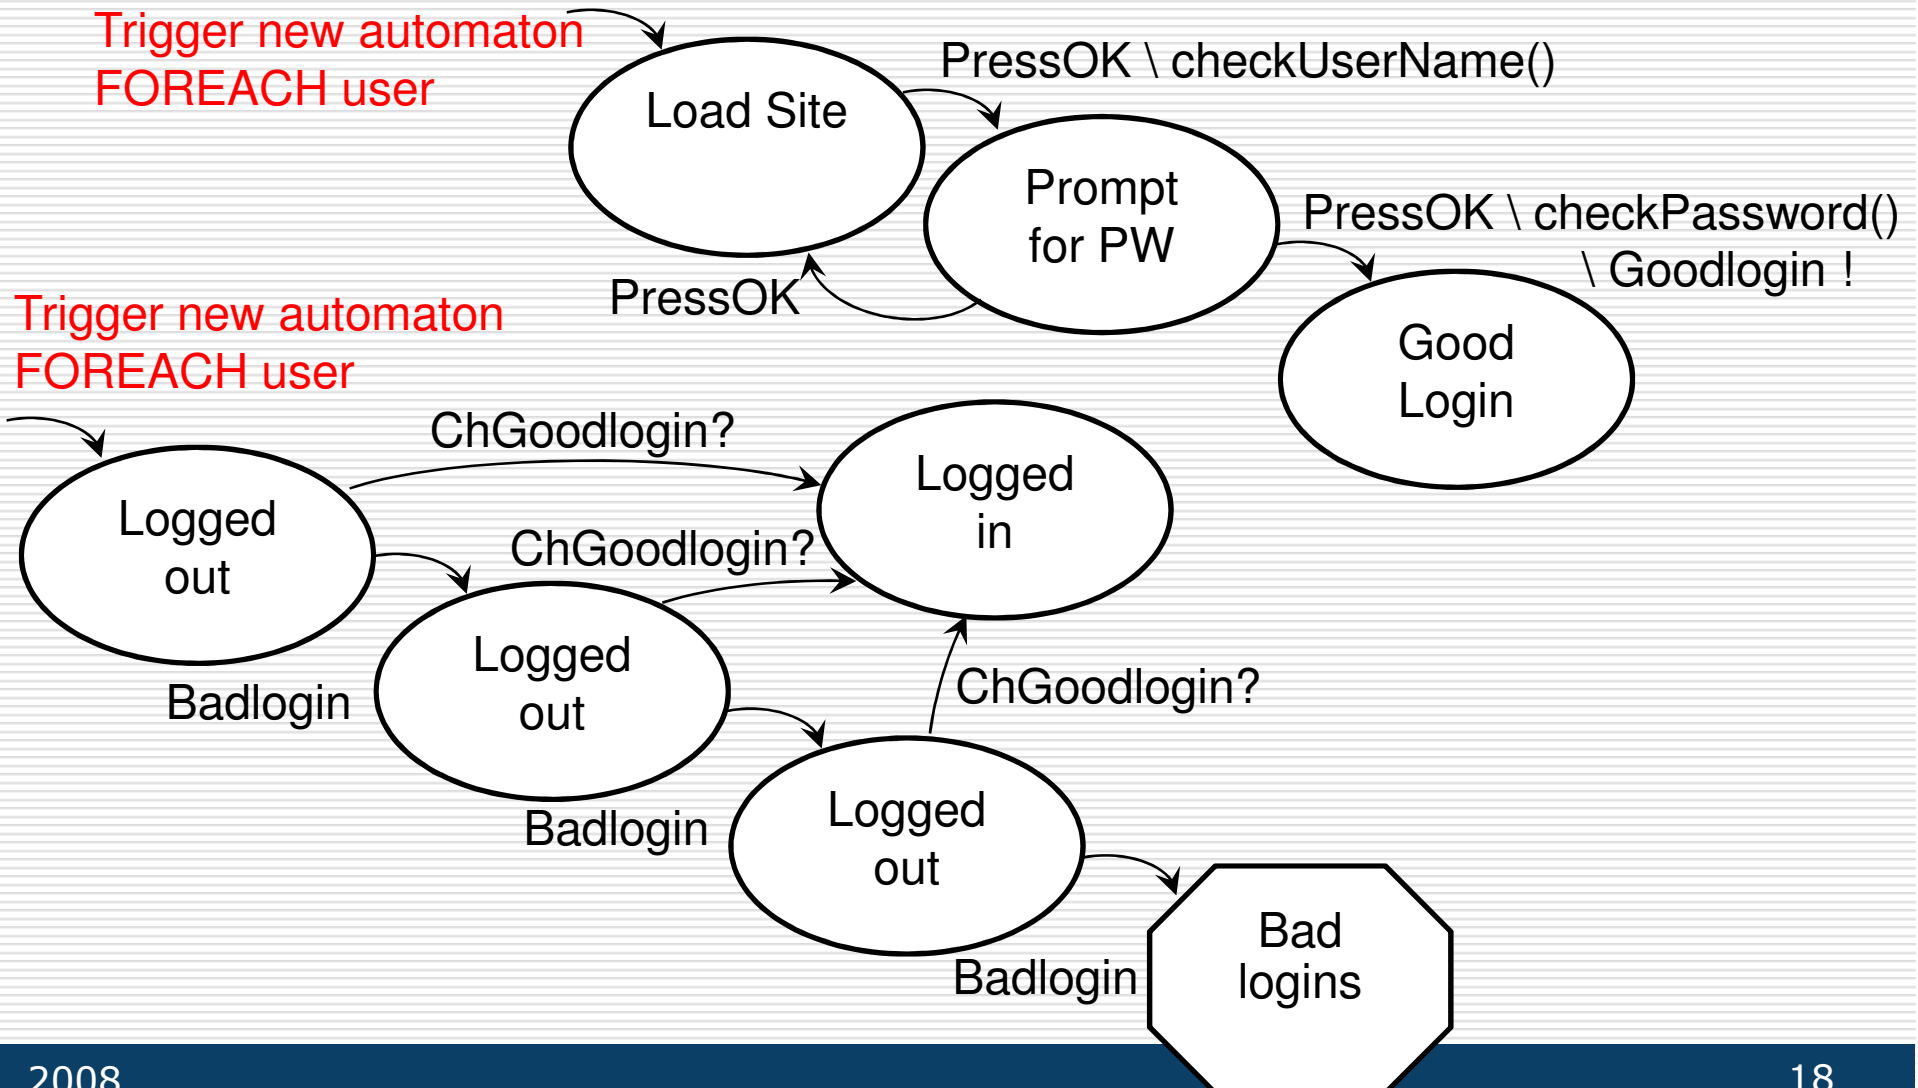 Trigger new automaton
FOREACH user
Load Site
PressOK \ checkUserName()
Prompt
for PW
PressOK \ checkPassword()
\ Goodlogin !
PressOK
Good
Login
Trigger new automaton
FOREACH user
ChGoodlogin?
Logged
in
Logged
out
ChGoodlogin?
Logged
out
Badlogin
ChGoodlogin?
Logged
out
Badlogin
Bad
logins
Badlogin
2008
18